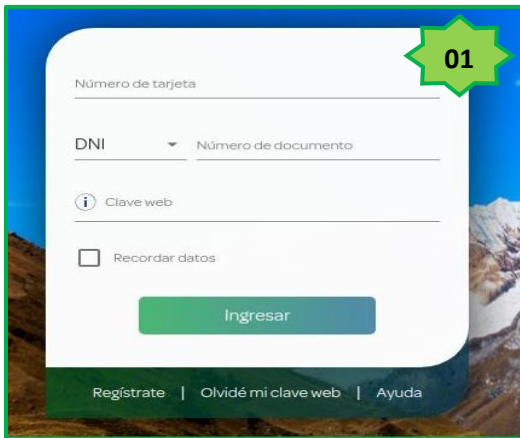 01
Número de tarjeta
DNI Número de documento
i Clave web
Recordar datos
Ingresar
Regístrate | Olvidé mi clave web | Ayuda